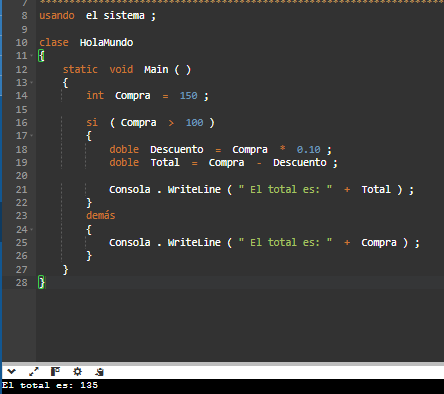 7 ******************************************************************
8 usando el sistema ;
9
10 clase HolaMundo
11 {
12 static void Main ( )
13 {
14 int Compra = 150 ;
15
16 si ( Compra > 100 )
17 {
18 doble Descuento = Compra * 0.10 ;
19 doble Total = Compra - Descuento ;
20
21 Consola . WriteLine ( " El total es: " + Total ) ;
22 }
23 demás
24 {
25 Consola . WriteLine ( " El total es: " + Compra ) ;
26 }
27 }
28 }
El total es: 135